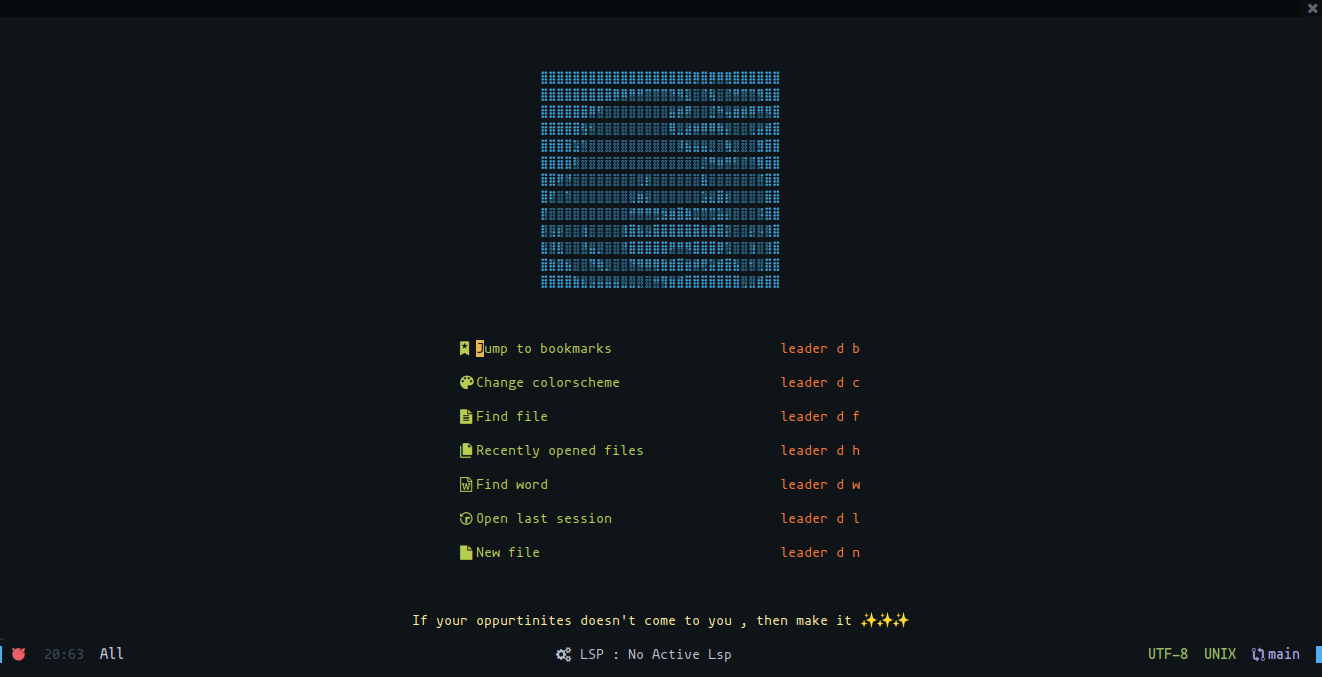 Jump to bookmarks leader d b
Change colorscheme leader d c
Find file leader d f
Recently opened files leader d h
Find word leader d w
Open last session leader d l
New file leader d n
If your oppurtinites doesn't come to you , then make it ✨✨✨
20:63 All LSP : No Active Lsp UTF-8 UNIX main